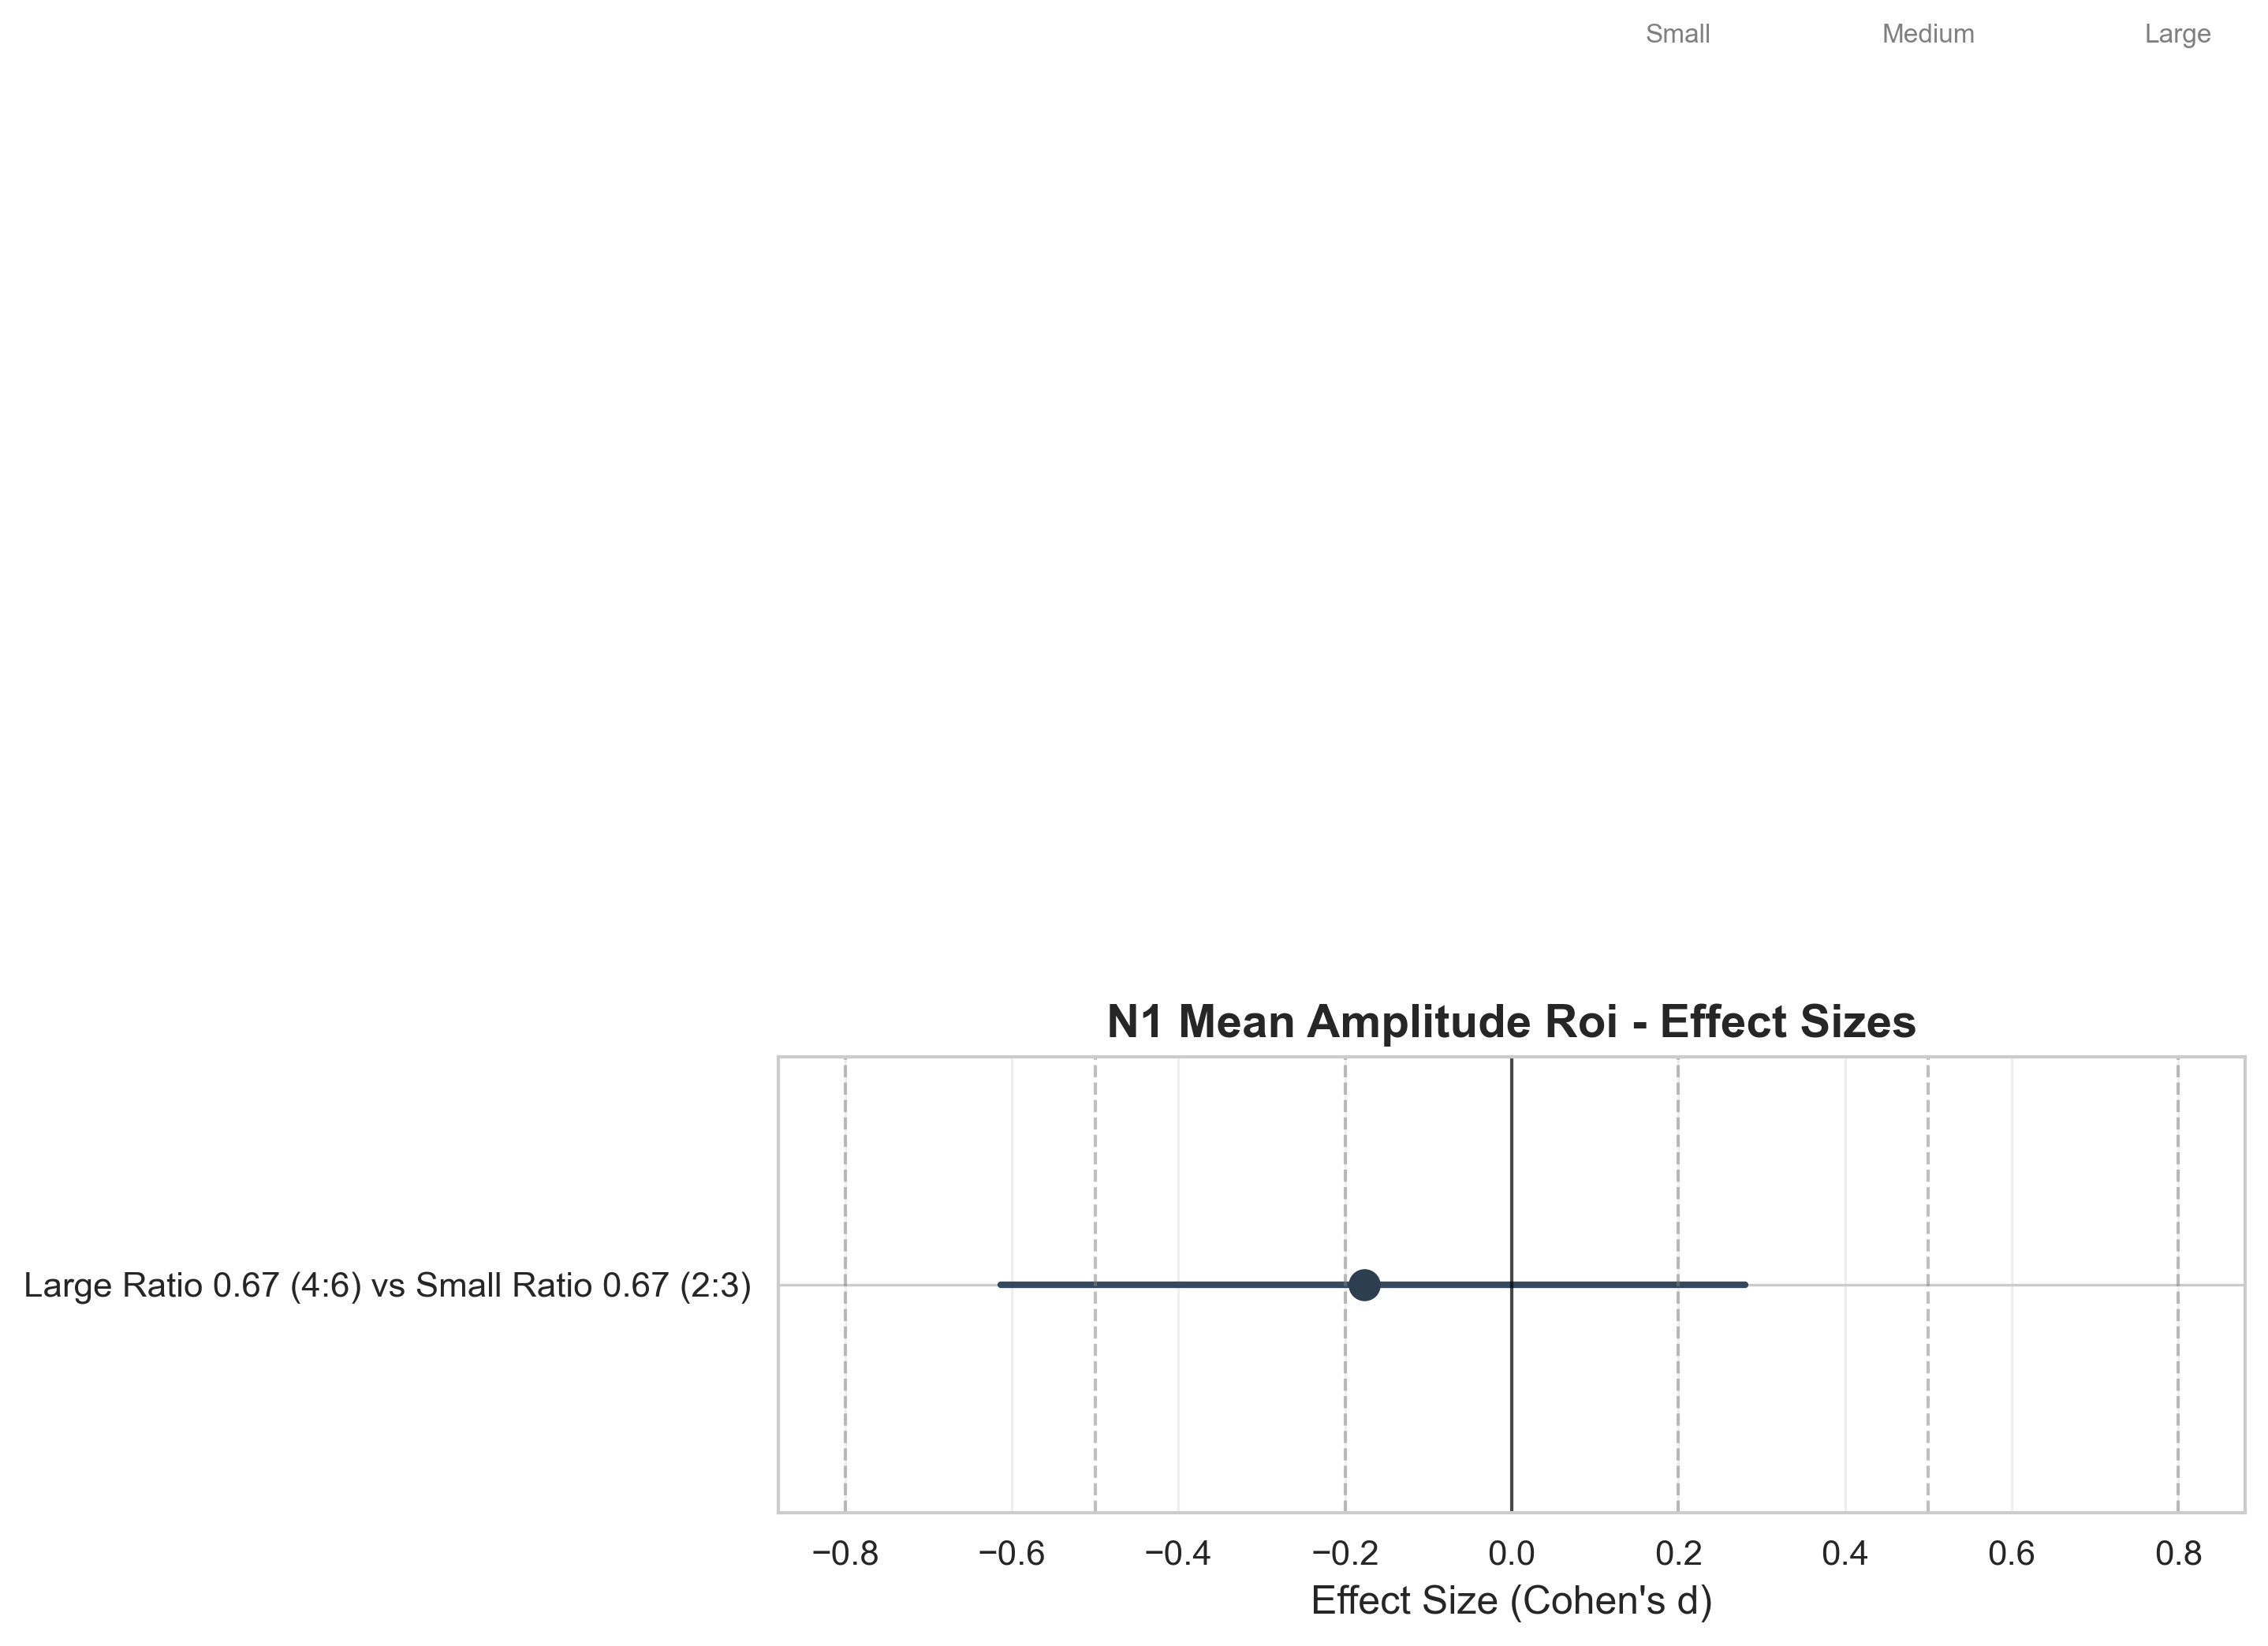 Small Medium Large
N1 Mean Amplitude Roi - Effect Sizes
Large Ratio 0.67 (4:6) vs Small Ratio 0.67 (2:3)
−0.8 −0.6 −0.4 −0.2 0.0 0.2 0.4 0.6 0.8
Effect Size (Cohen's d)